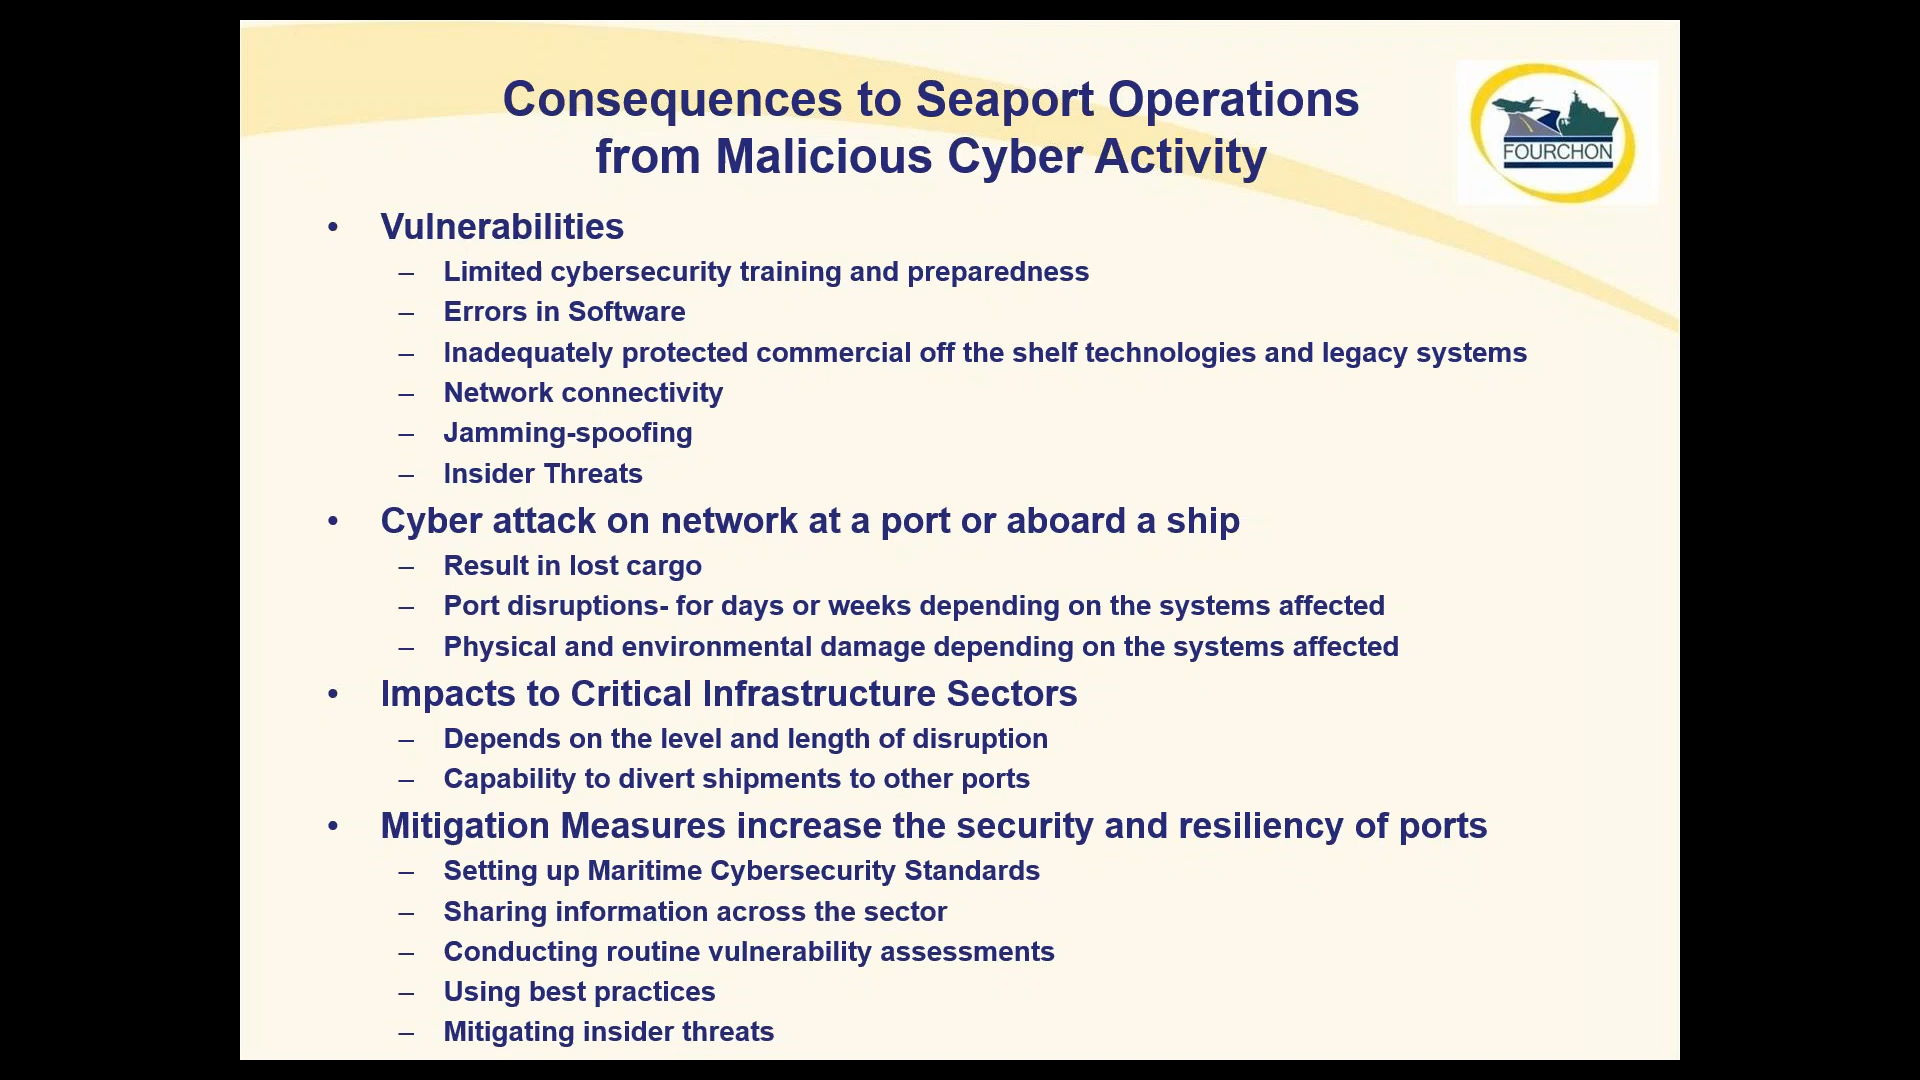 Consequences to Seaport Operations
from Malicious Cyber Activity
FOURCHON
• Vulnerabilities
– Limited cybersecurity training and preparedness
– Errors in Software
– Inadequately protected commercial off the shelf technologies and legacy systems
– Network connectivity
– Jamming-spoofing
– Insider Threats
• Cyber attack on network at a port or aboard a ship
– Result in lost cargo
– Port disruptions- for days or weeks depending on the systems affected
– Physical and environmental damage depending on the systems affected
• Impacts to Critical Infrastructure Sectors
– Depends on the level and length of disruption
– Capability to divert shipments to other ports
• Mitigation Measures increase the security and resiliency of ports
– Setting up Maritime Cybersecurity Standards
– Sharing information across the sector
– Conducting routine vulnerability assessments
– Using best practices
– Mitigating insider threats